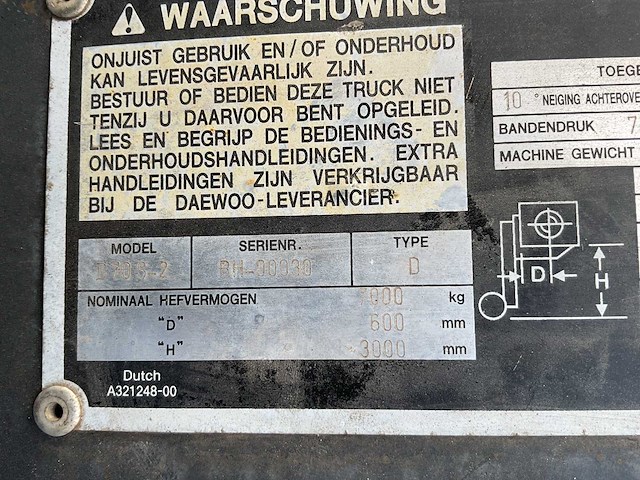 WAARSCHUWING
ONJUIST GEBRUIK EN/OF ONDERHOUD
KAN LEVENSGEVAARLIJK ZIJN.
BESTUUR OF BEDIEN DEZE TRUCK NIET
TENZIJ U DAARVOOR BENT OPGELEID.
LEES EN BEGRIJP DE BEDIENINGS- EN
ONDERHOUDSHANDLEIDINGEN. EXTRA
HANDLEIDINGEN ZIJN VERKRIJGBAAR
BIJ DE DAEWOO-LEVERANCIER.
MODEL SERIENR. TYPE
D
NOMINAAL HEFVERMOGEN kg
"D" 600 mm
"H" 3000 mm
Dutch
A321248-00
TOEGE
10 ° NEIGING ACHTEROVE
BANDENDRUK 7
MACHINE GEWICHT
D
H